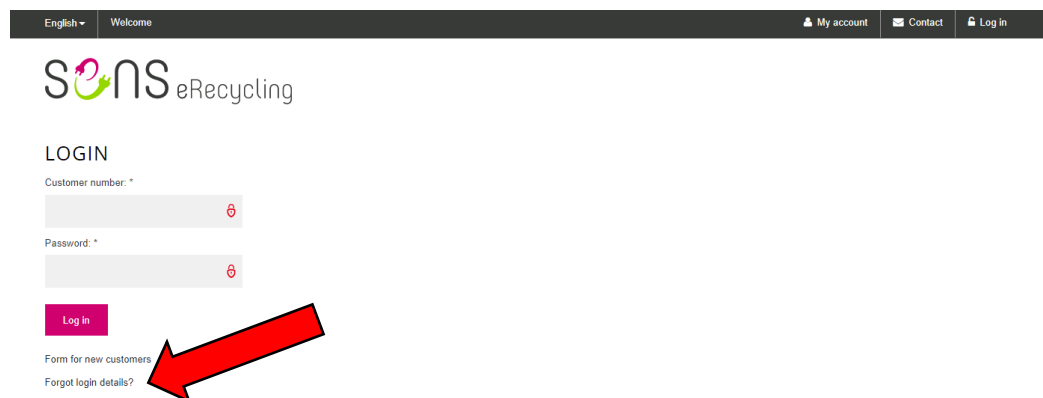 English Welcome My account Contact Log in
SENS eRecycling
LOGIN
Customer number: *
Password: *
Log in
Form for new customers
Forgot login details?